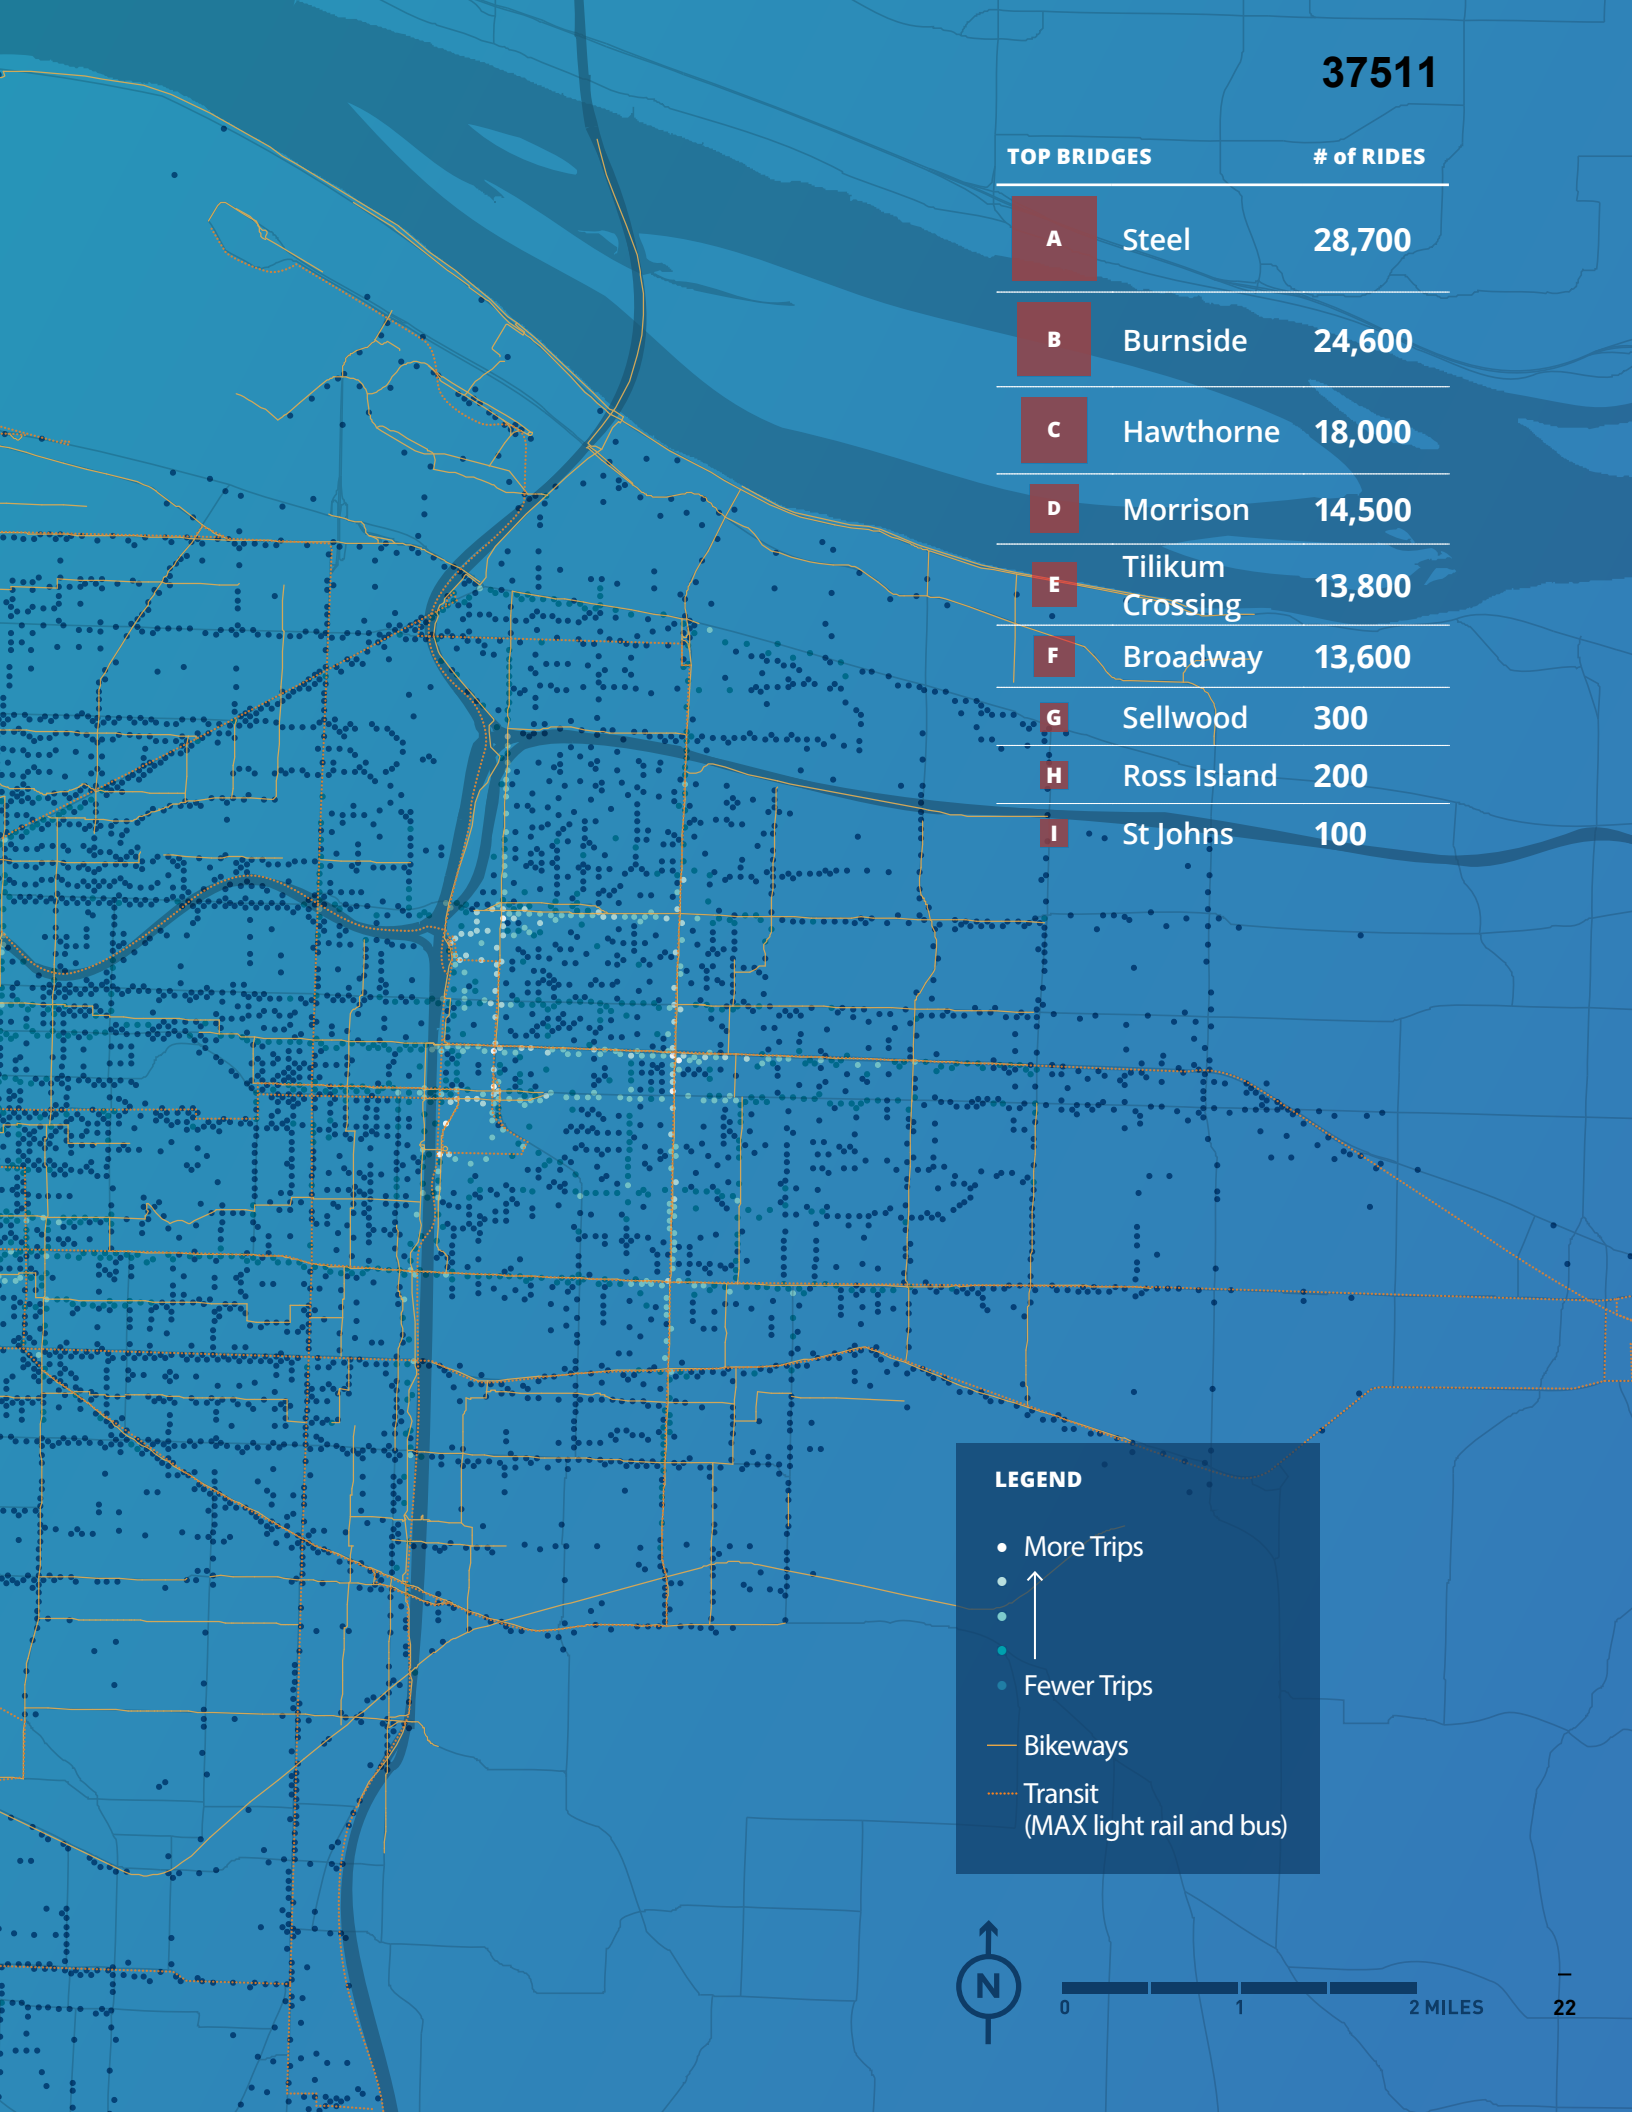 37511
TOP BRIDGES # of RIDES
A Steel 28,700
B Burnside 24,600
C Hawthorne 18,000
D Morrison 14,500
E Tilikum Crossing 13,800
F Broadway 13,600
G Sellwood 300
H Ross Island 200
I St Johns 100
LEGEND
More Trips
Fewer Trips
Bikeways
Transit
(MAX light rail and bus)
N
0 1 2 MILES
–
22